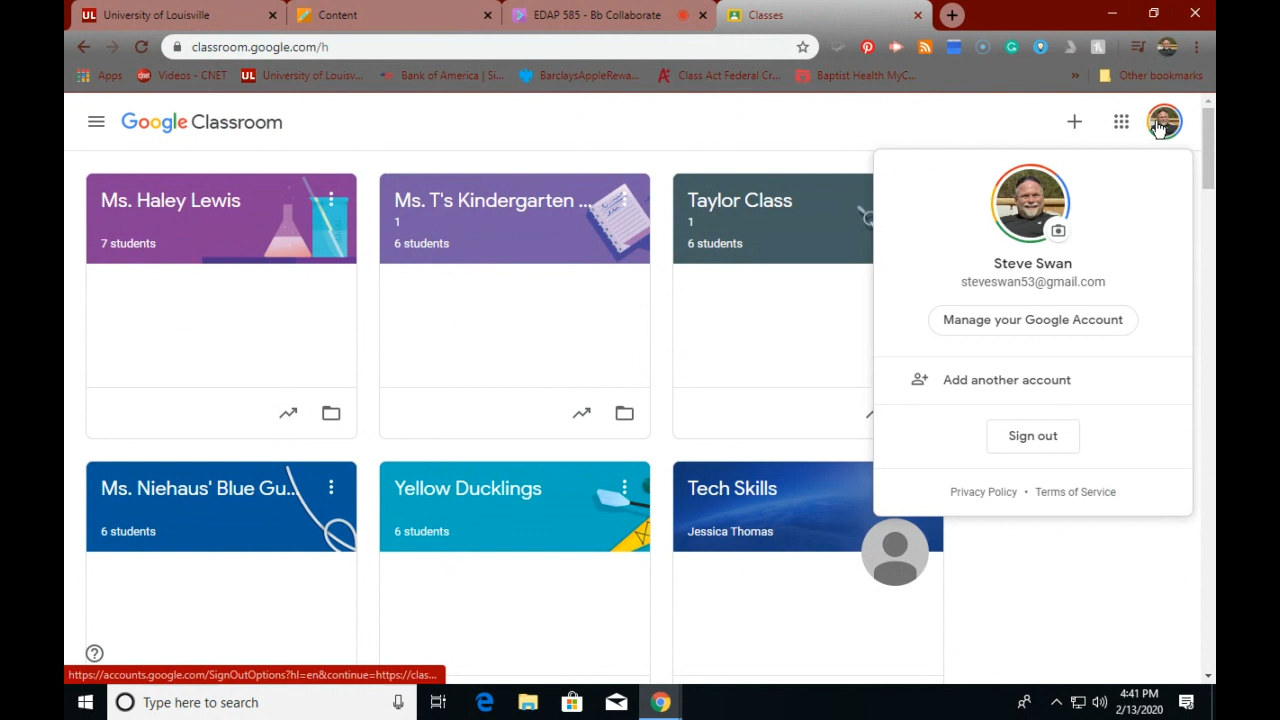 University of Louisville
Content
EDAP 585 - Bb Collaborate
Classes
classroom.google.com/h
Apps
Videos - CNET
University of Louisv...
Bank of America | Si...
BarclaysAppleRewa...
Class Act Federal Cr...
Baptist Health MyC...
Other bookmarks
Google Classroom
Ms. Haley Lewis
7 students
Ms. T's Kindergarten ...
1
6 students
Taylor Class
1
6 students
Steve Swan
steveswan53@gmail.com
Manage your Google Account
Add another account
Sign out
Privacy Policy • Terms of Service
Ms. Niehaus' Blue Gu...
6 students
Yellow Ducklings
6 students
Tech Skills
Jessica Thomas
https://accounts.google.com/SignOutOptions?hl=en&continue=https://clas...
Type here to search
4:41 PM
2/13/2020